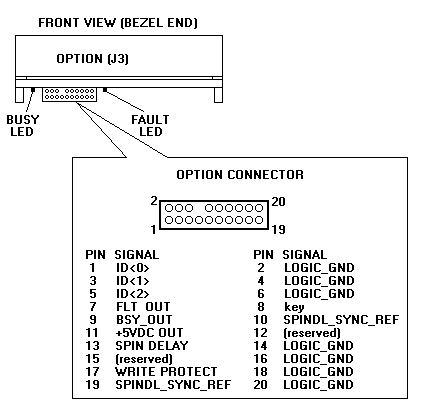 FRONT VIEW (BEZEL END)
OPTION (J3)
BUSY LED
FAULT LED
OPTION CONNECTOR
2 20
1 19
PIN SIGNAL PIN SIGNAL
1 ID<0> 2 LOGIC_GND
3 ID<1> 4 LOGIC_GND
5 ID<2> 6 LOGIC_GND
7 FLT_OUT 8 key
9 BSY_OUT 10 SPINDL_SYNC_REF
11 +5VDC OUT 12 (reserved)
13 SPIN DELAY 14 LOGIC_GND
15 (reserved) 16 LOGIC_GND
17 WRITE PROTECT 18 LOGIC_GND
19 SPINDL_SYNC_REF 20 LOGIC_GND